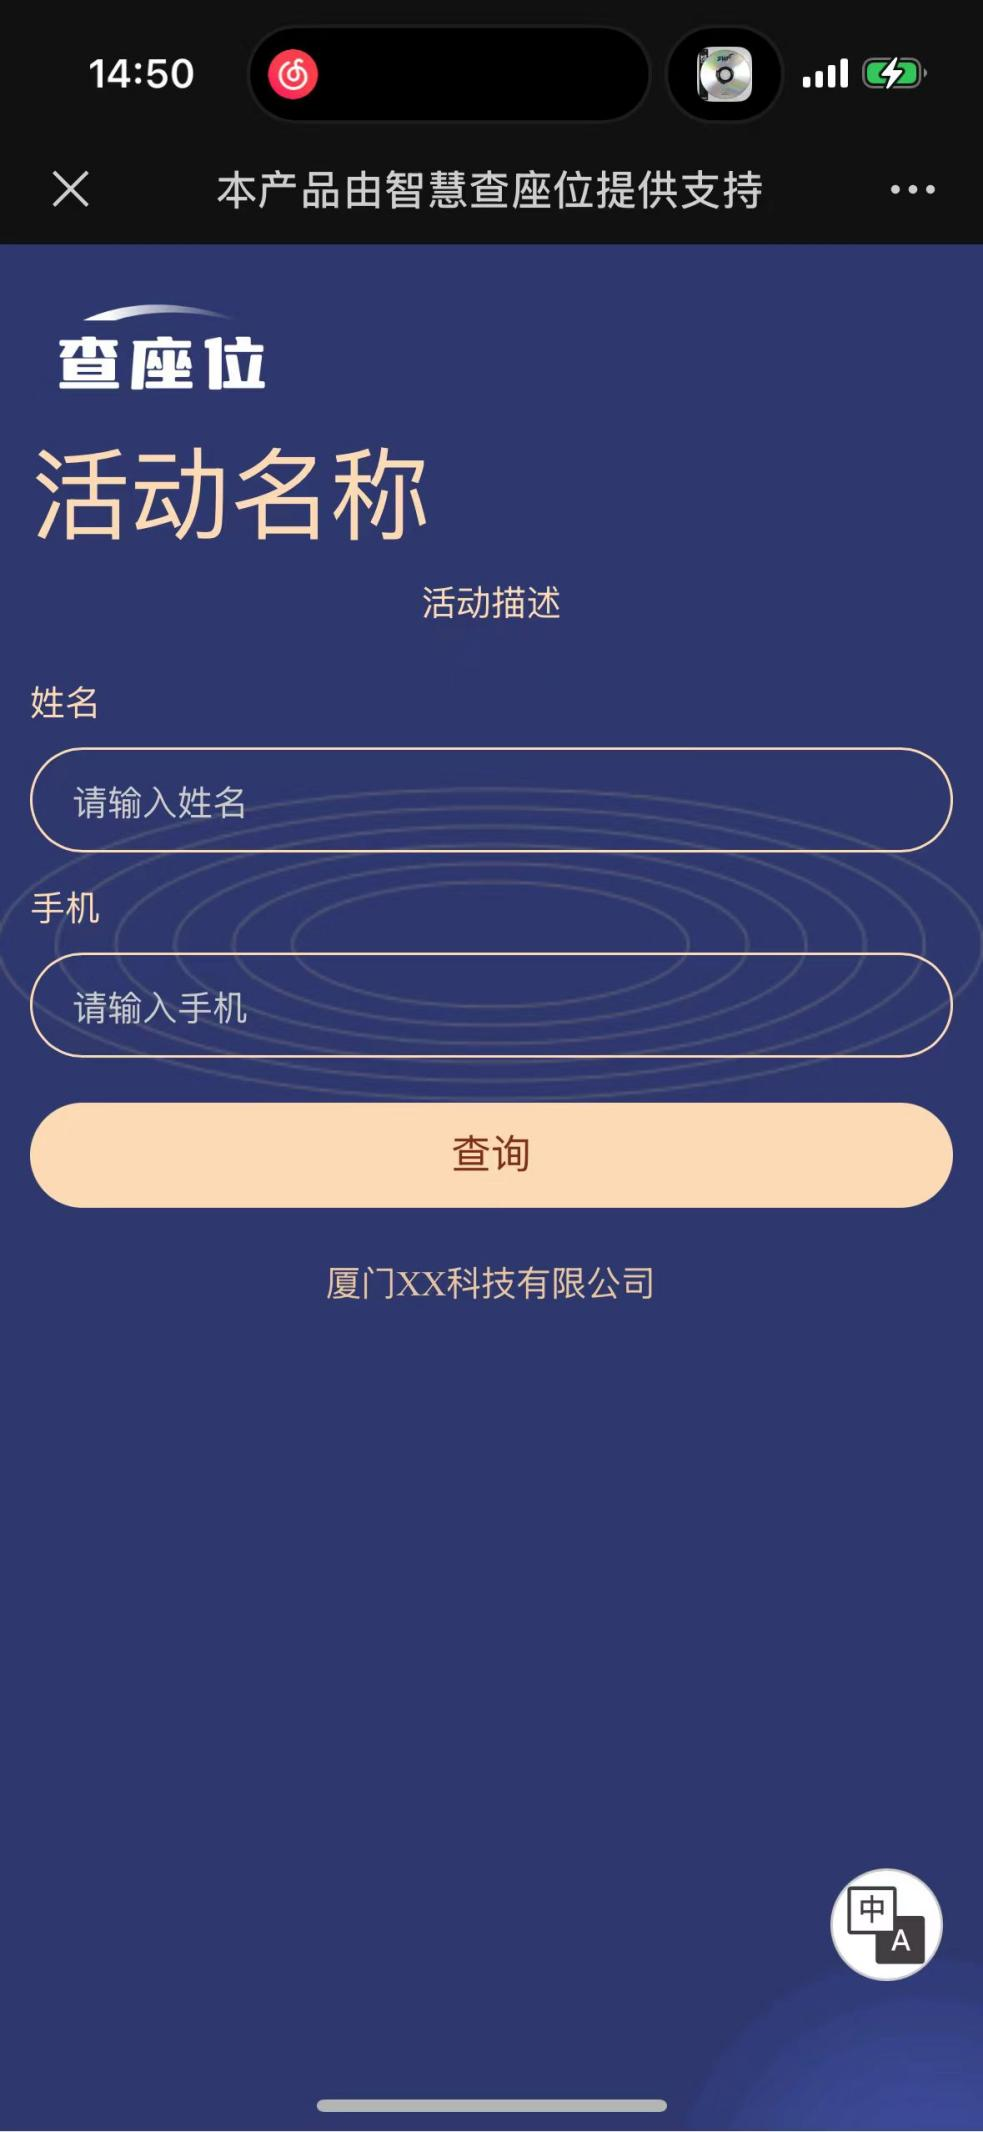 14:50
本产品由智慧查座位提供支持
查座位
活动名称
活动描述
姓名
请输入姓名
手机
请输入手机
查询
厦门XX科技有限公司
中
A